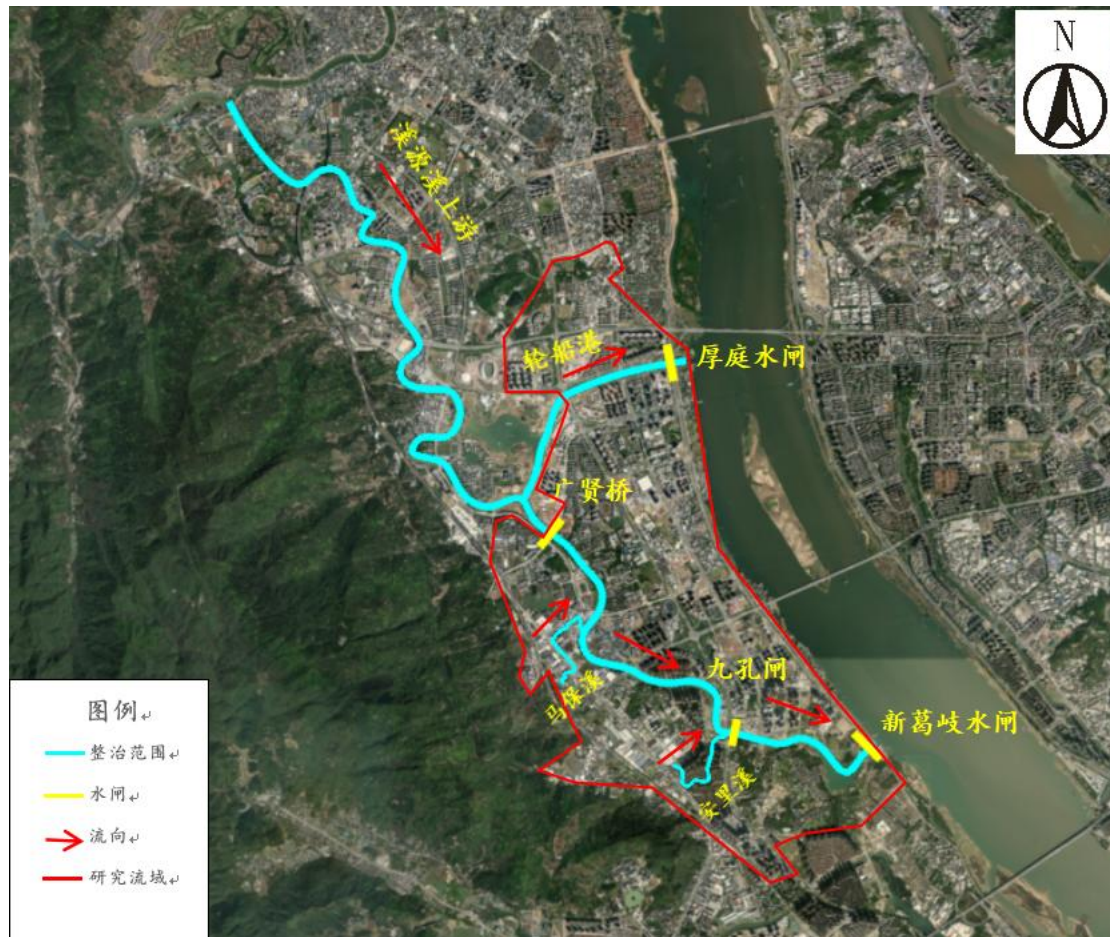 N
溪源溪上游
轮船港
厚庭水闸
广贤桥
马保溪
九孔闸
新葛岐水闸
安里溪
图例
整治范围
水闸
流向
研究流域